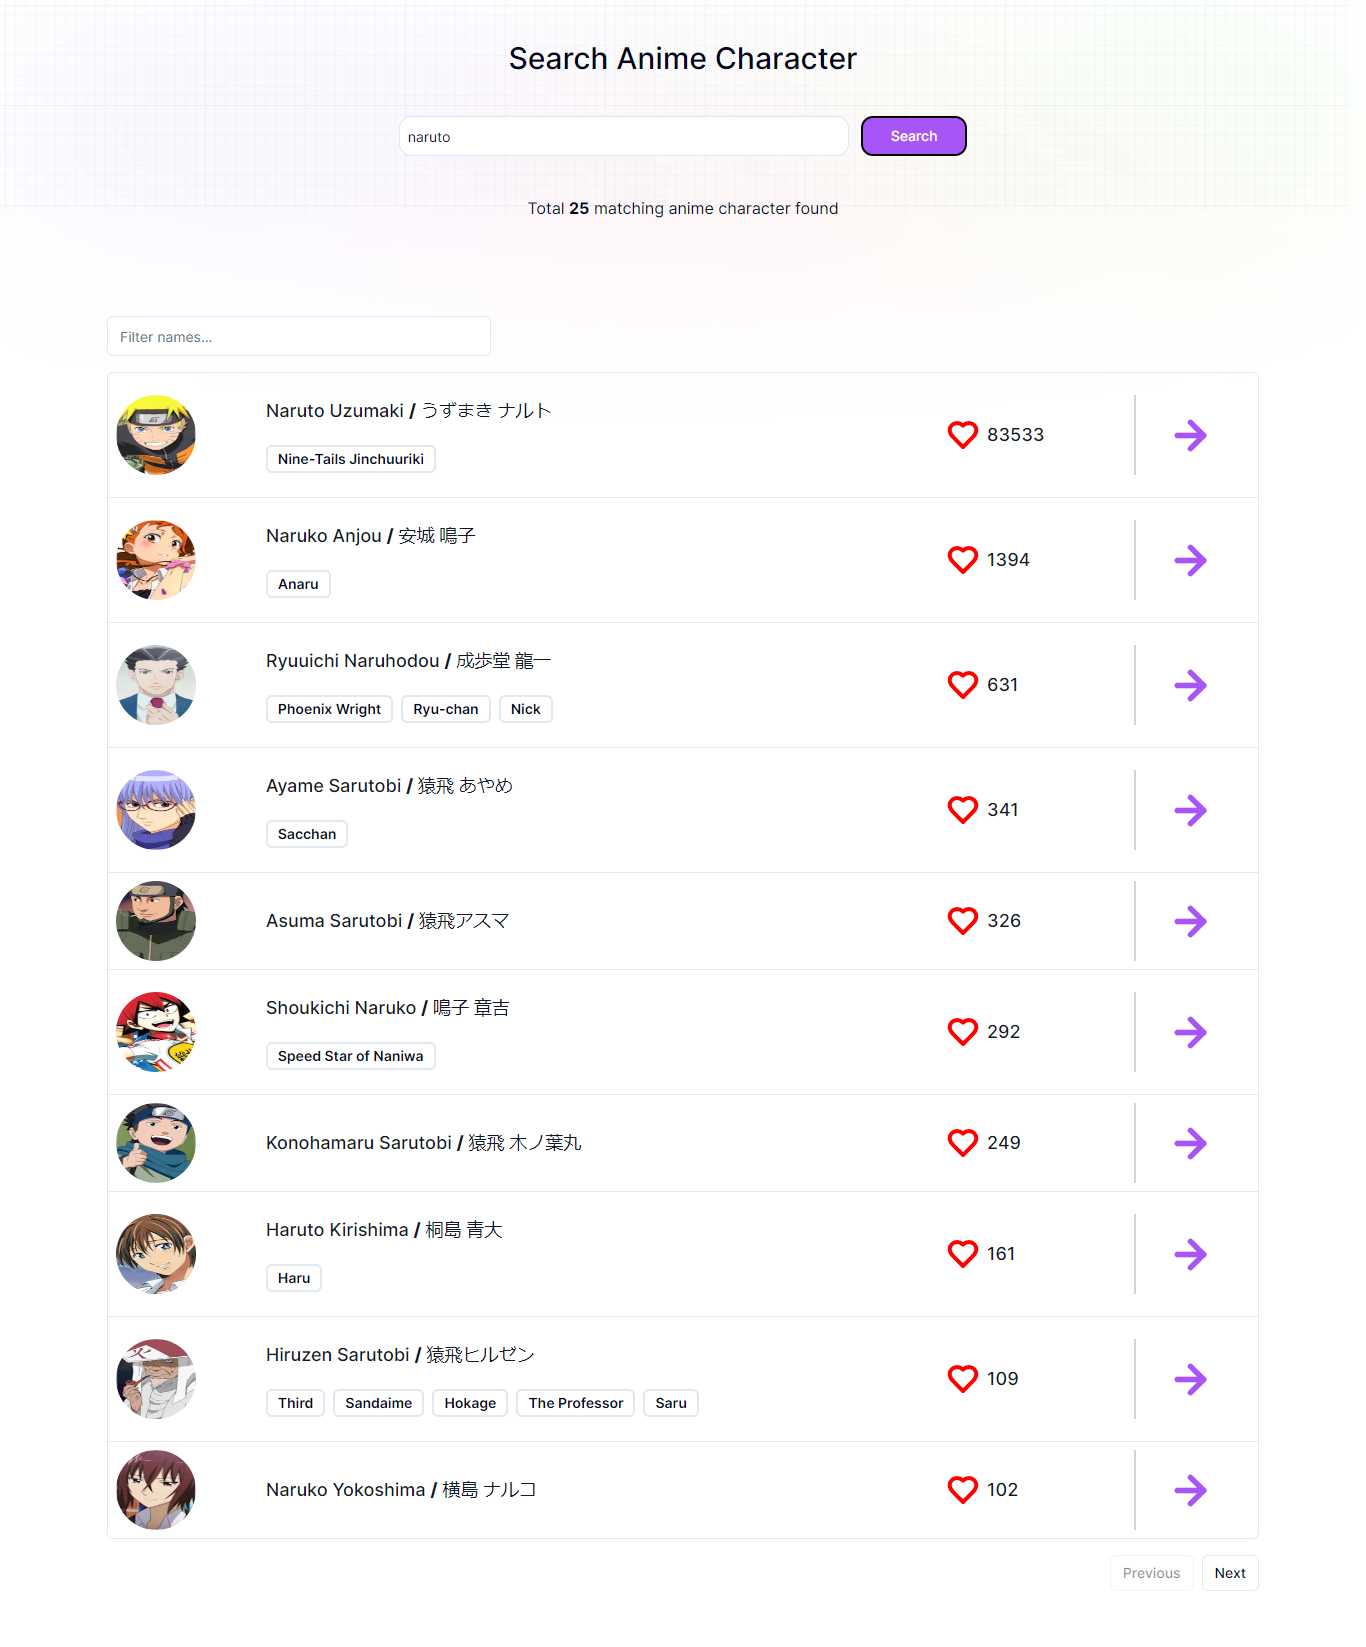 Search Anime Character
naruto
Search
Total 25 matching anime character found
Filter names...
Naruto Uzumaki / うずまき ナルト
Nine-Tails Jinchuuriki
83533
Naruko Anjou / 安城 鳴子
Anaru
1394
Ryuuichi Naruhodou / 成歩堂 龍一
Phoenix Wright Ryu-chan Nick
631
Ayame Sarutobi / 猿飛 あやめ
Sacchan
341
Asuma Sarutobi / 猿飛アスマ
326
Shoukichi Naruko / 鳴子 章吉
Speed Star of Naniwa
292
Konohamaru Sarutobi / 猿飛 木ノ葉丸
249
Haruto Kirishima / 桐島 青大
Haru
161
火
Hiruzen Sarutobi / 猿飛ヒルゼン
Third Sandaime Hokage The Professor Saru
109
Naruko Yokoshima / 横島 ナルコ
102
Previous Next